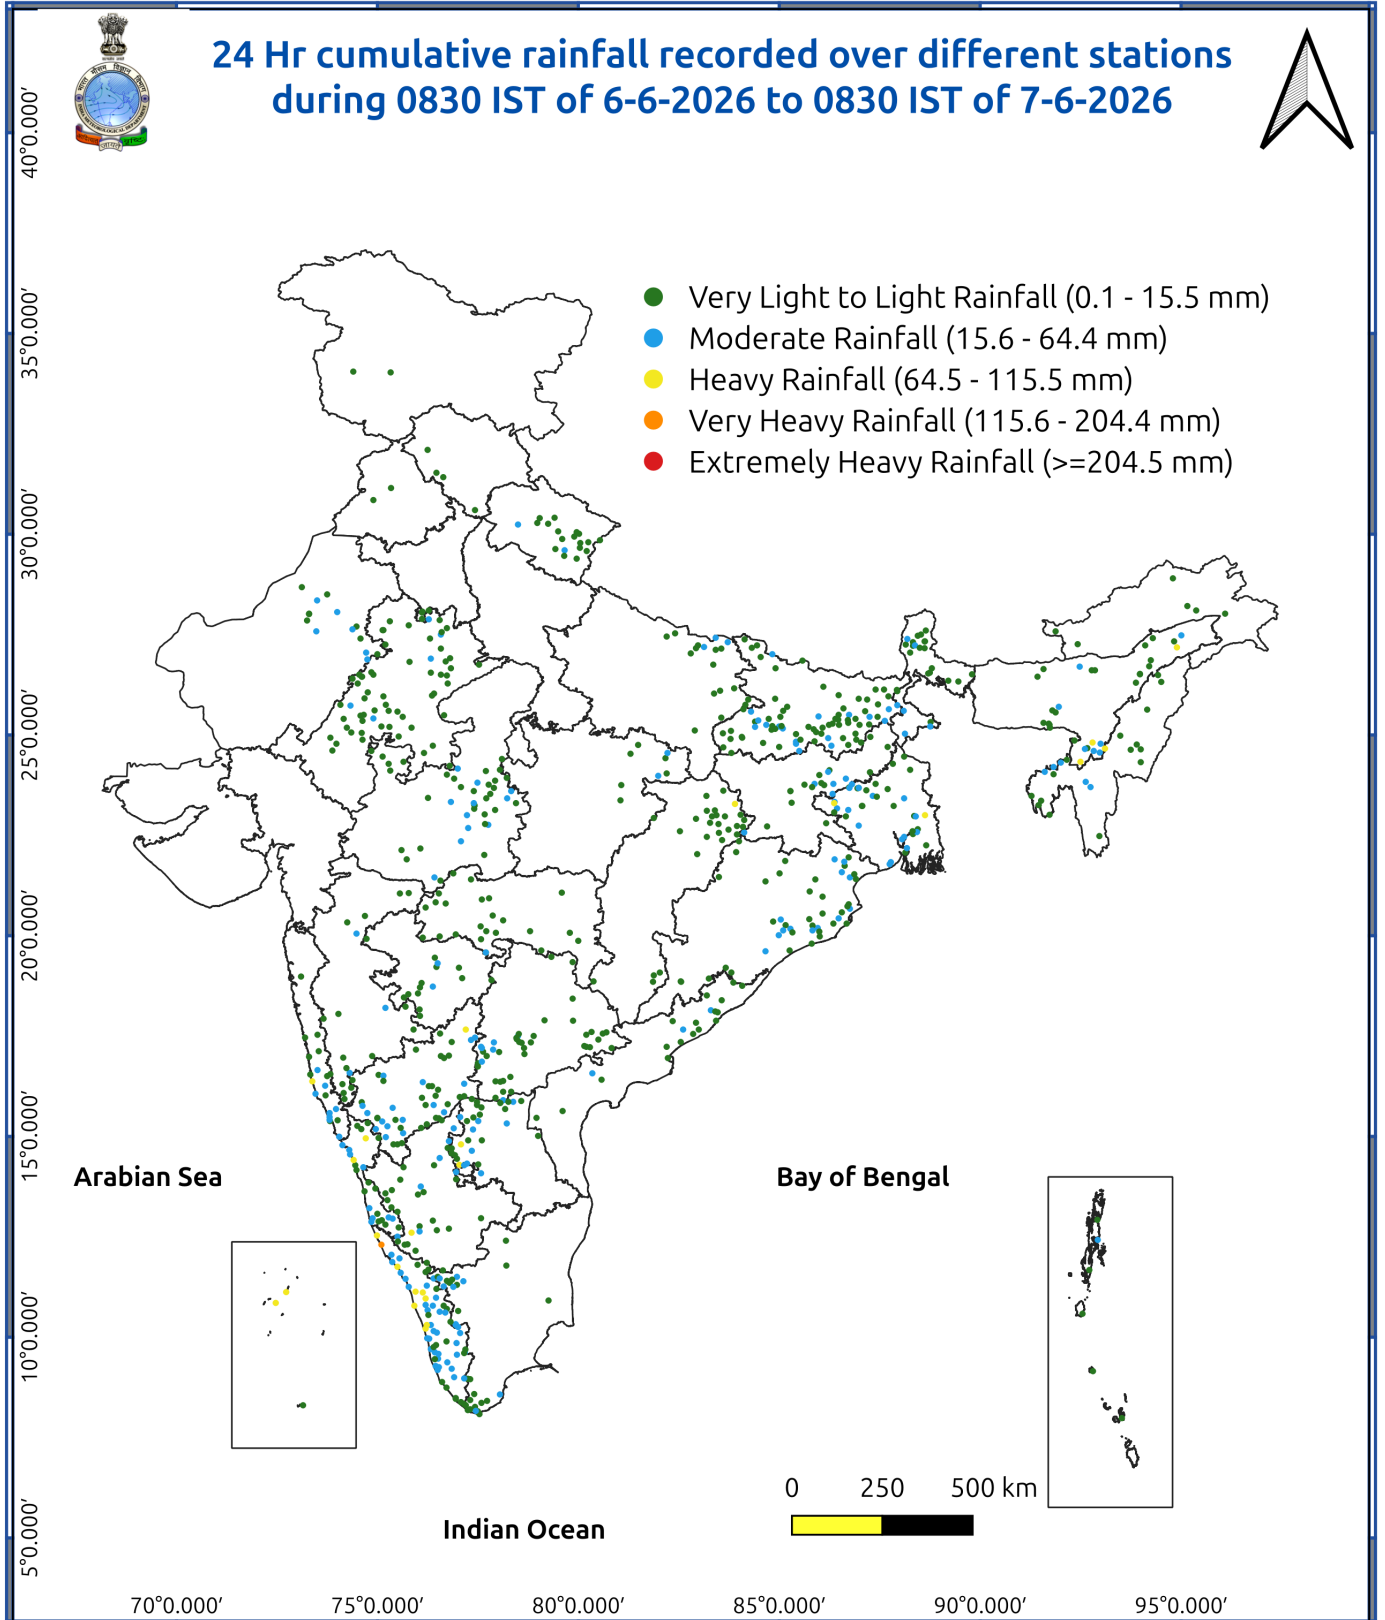 24 Hr cumulative rainfall recorded over different stations
during 0830 IST of 6-6-2026 to 0830 IST of 7-6-2026
Very Light to Light Rainfall (0.1 - 15.5 mm)
Moderate Rainfall (15.6 - 64.4 mm)
Heavy Rainfall (64.5 - 115.5 mm)
Very Heavy Rainfall (115.6 - 204.4 mm)
Extremely Heavy Rainfall (>=204.5 mm)
40°0.000′
35°0.000′
30°0.000′
25°0.000′
20°0.000′
15°0.000′
10°0.000′
5°0.000′
Arabian Sea
Bay of Bengal
0 250 500 km
Indian Ocean
70°0.000′ 75°0.000′ 80°0.000′ 85°0.000′ 90°0.000′ 95°0.000′